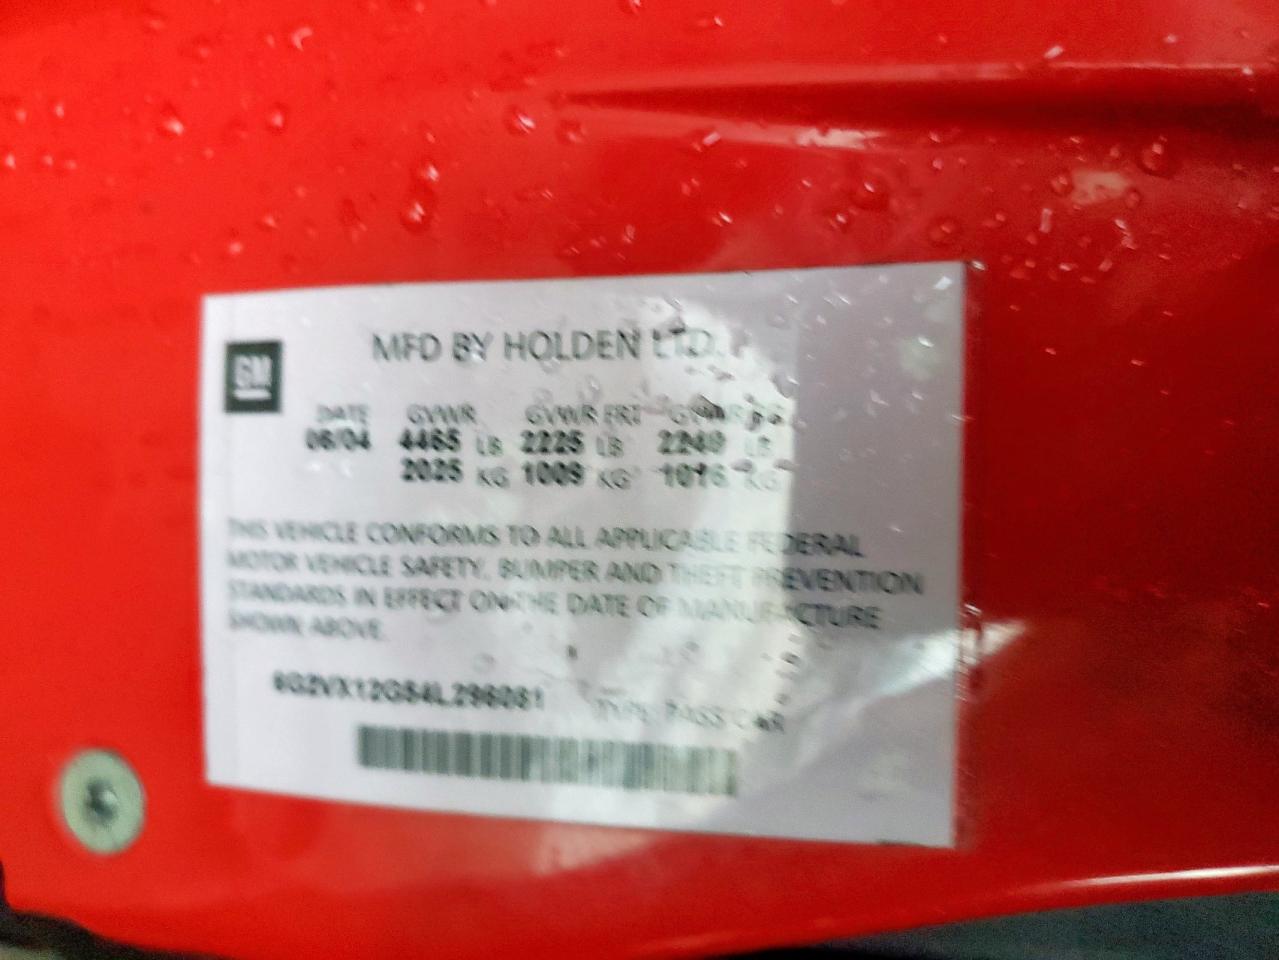 GM
MFD BY HOLDEN LTD.
DATE GVWR GVWR FRT GVWR
06/04 4465 LB 2225 LB 2240 LB
2025 KG 1009 KG 1016 KG
THIS VEHICLE CONFORMS TO ALL APPLICABLE FEDERAL
MOTOR VEHICLE SAFETY, BUMPER AND THEFT PREVENTION
STANDARDS IN EFFECT ON THE DATE OF MANUFACTURE
SHOWN ABOVE.
6G2VX12G84L296081 TYPE: PASS CAR